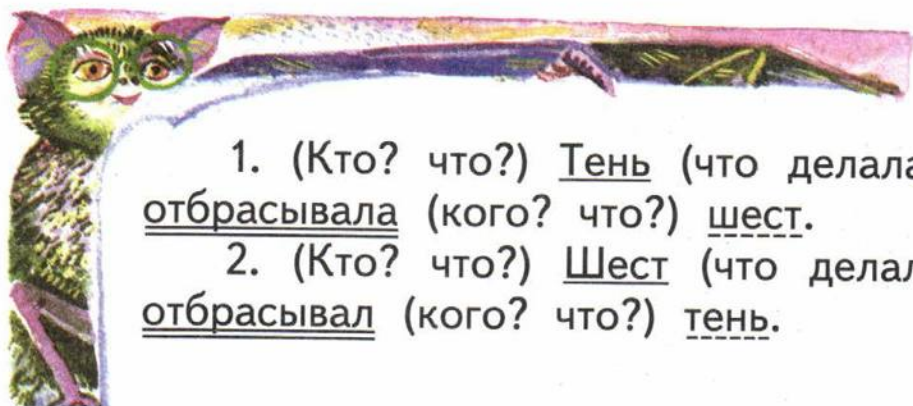 1. (Кто? что?) Тень (что делала
отбрасывала (кого? что?) шест.
2. (Кто? что?) Шест (что делал
отбрасывал (кого? что?) тень.